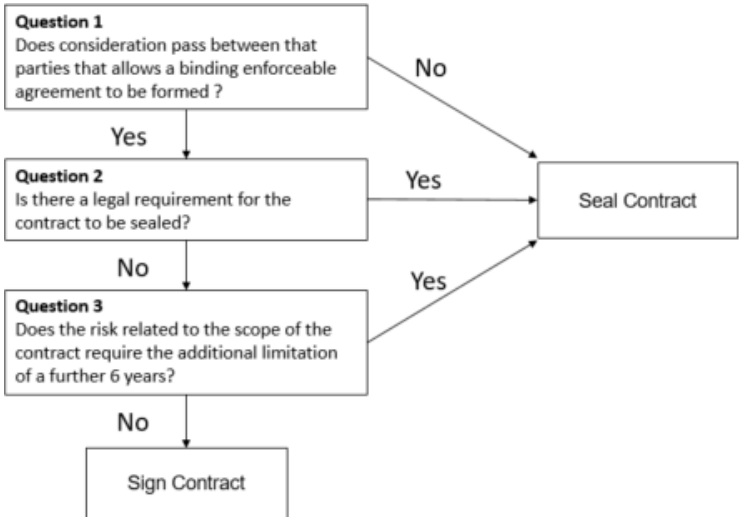 Question 1
Does consideration pass between that
parties that allows a binding enforceable
agreement to be formed ?
No
Yes
Question 2
Is there a legal requirement for the
contract to be sealed?
Yes
Seal Contract
No
Question 3
Does the risk related to the scope of the
contract require the additional limitation
of a further 6 years?
Yes
No
Sign Contract